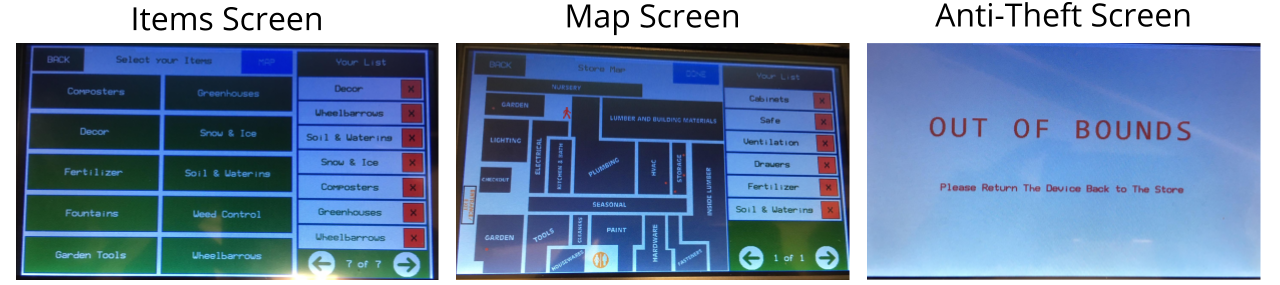 Items Screen
Map Screen
Anti-Theft Screen
BACK
Select your Items
MAP
Your List
Composters
Greenhouses
Decor
Snow & Ice
Fertilizer
Soil & Watering
Fountains
Weed Control
Garden Tools
Wheelbarrows
Decor
Wheelbarrows
Soil & Watering
Snow & Ice
Composters
Greenhouses
Wheelbarrows
7 of 7
BACK
Store Map
ZONE
Your List
NURSERY
GARDEN
LUMBER AND BUILDING MATERIALS
LIGHTING
ELECTRICAL
KITCHEN & BATH
PLUMBING
HVAC
STORAGE
INSIDE LUMBER
CHECKOUT
SEASONAL
GARDEN
TOOLS
CLEANING
PAINT
HARDWARE
HOUSEWARES
FASTENERS
Cabinets
Safe
Ventilation
Drawers
Fertilizer
Soil & Watering
1 of 1
OUT OF BOUNDS
Please Return The Device Back to The Store